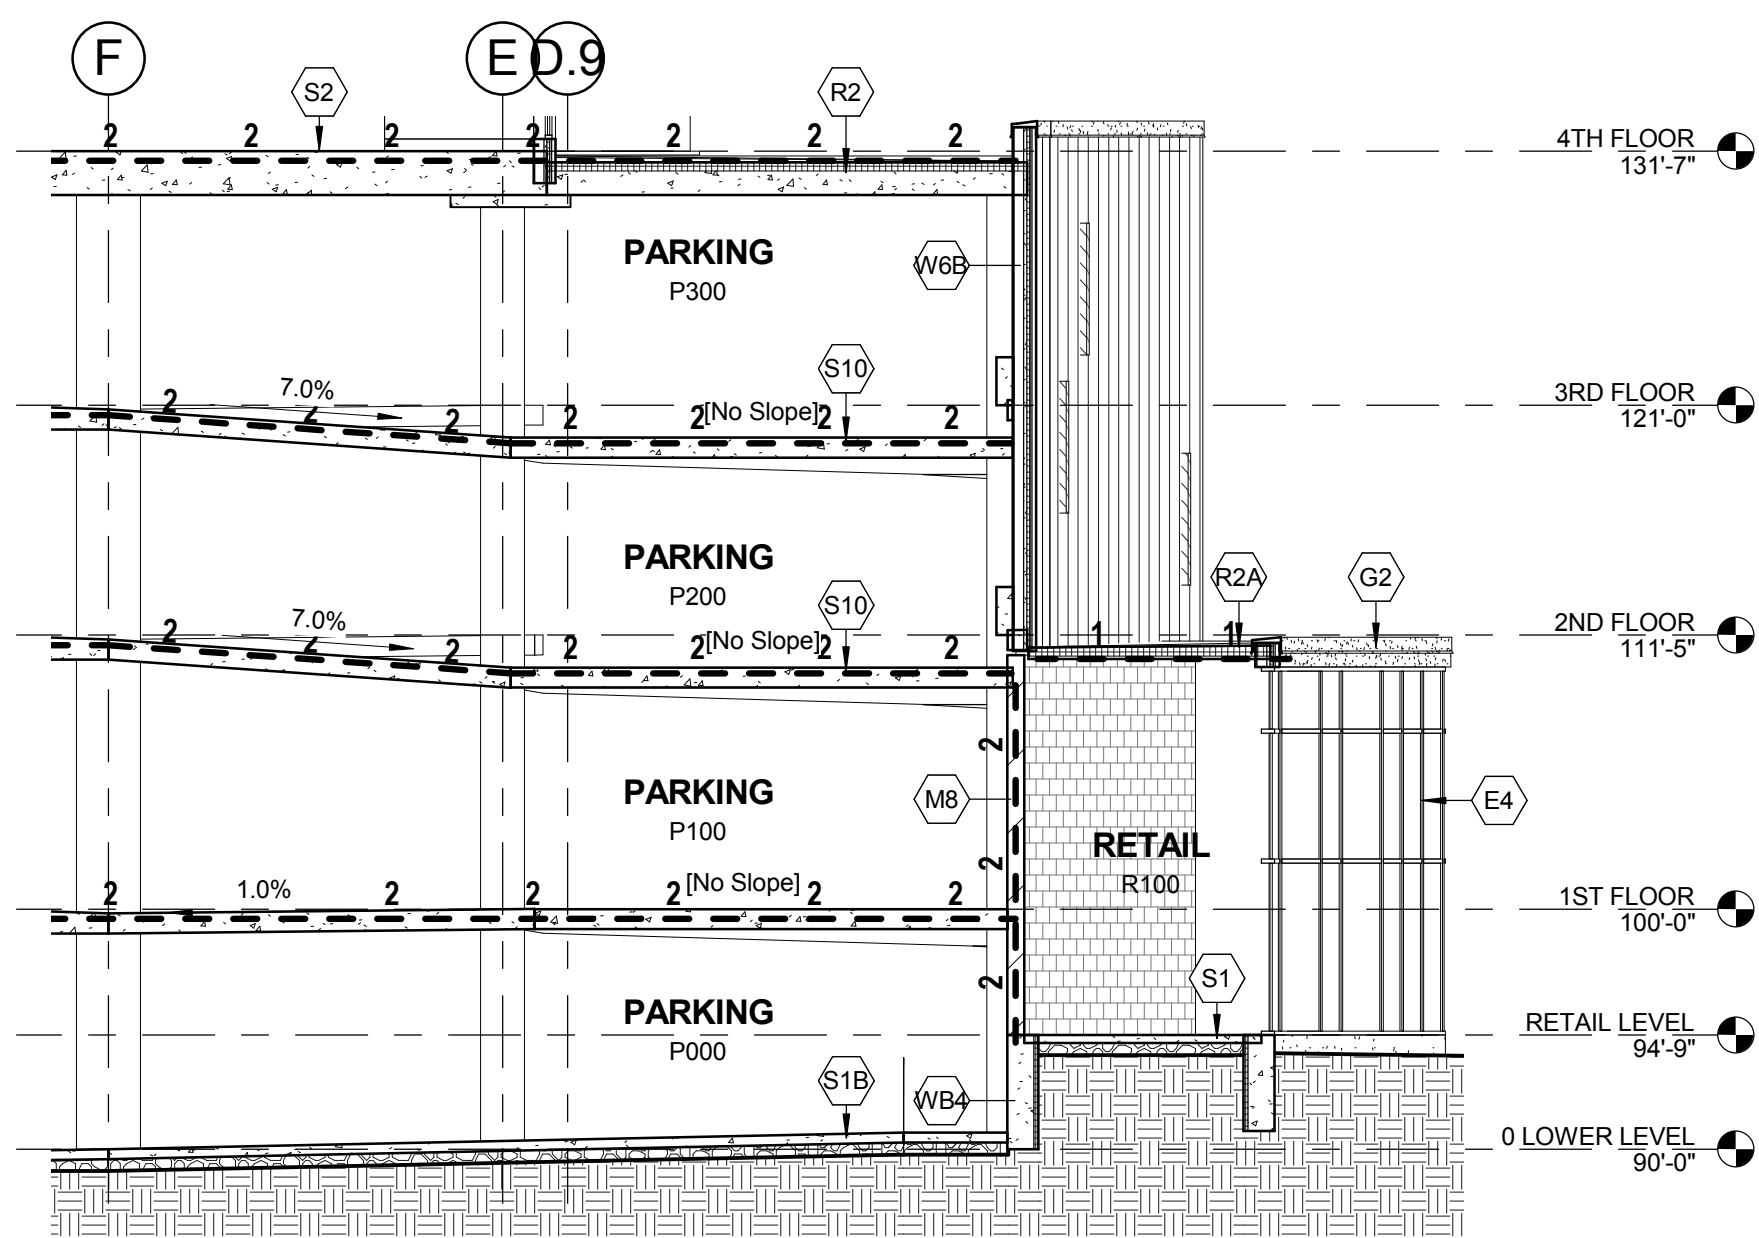 F
E
D.9
S2
R2
2 2 2 2 2 2 2
4TH FLOOR
131'-7"
PARKING
P300
W6B
S10
7.0%
[No Slope]
2 2 2 2 2 2 2
3RD FLOOR
121'-0"
PARKING
P200
S10
R2A
G2
7.0%
[No Slope]
2 2 2 2 2 2 2
1 1
2ND FLOOR
111'-5"
2
PARKING
P100
M8
E4
RETAIL
R100
2
1.0%
[No Slope]
2 2 2 2 2 2
1ST FLOOR
100'-0"
2
S1
PARKING
P000
RETAIL LEVEL
94'-9"
S1B
WB4
0 LOWER LEVEL
90'-0"